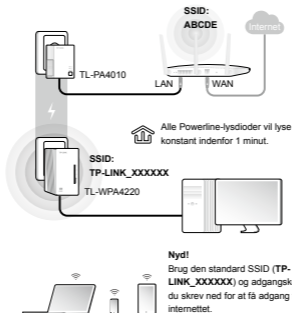 SSID:
ABCDE
Internet
TL-PA4010
LAN
WAN
Alle Powerline-lysdioder vil lyse
konstant indenfor 1 minut.
SSID:
TP-LINK_XXXXXX
TL-WPA4220
Nyd!
Brug den standard SSID (TP-
LINK_XXXXXX) og adgangsk
du skrev ned for at få adgang
internettet.